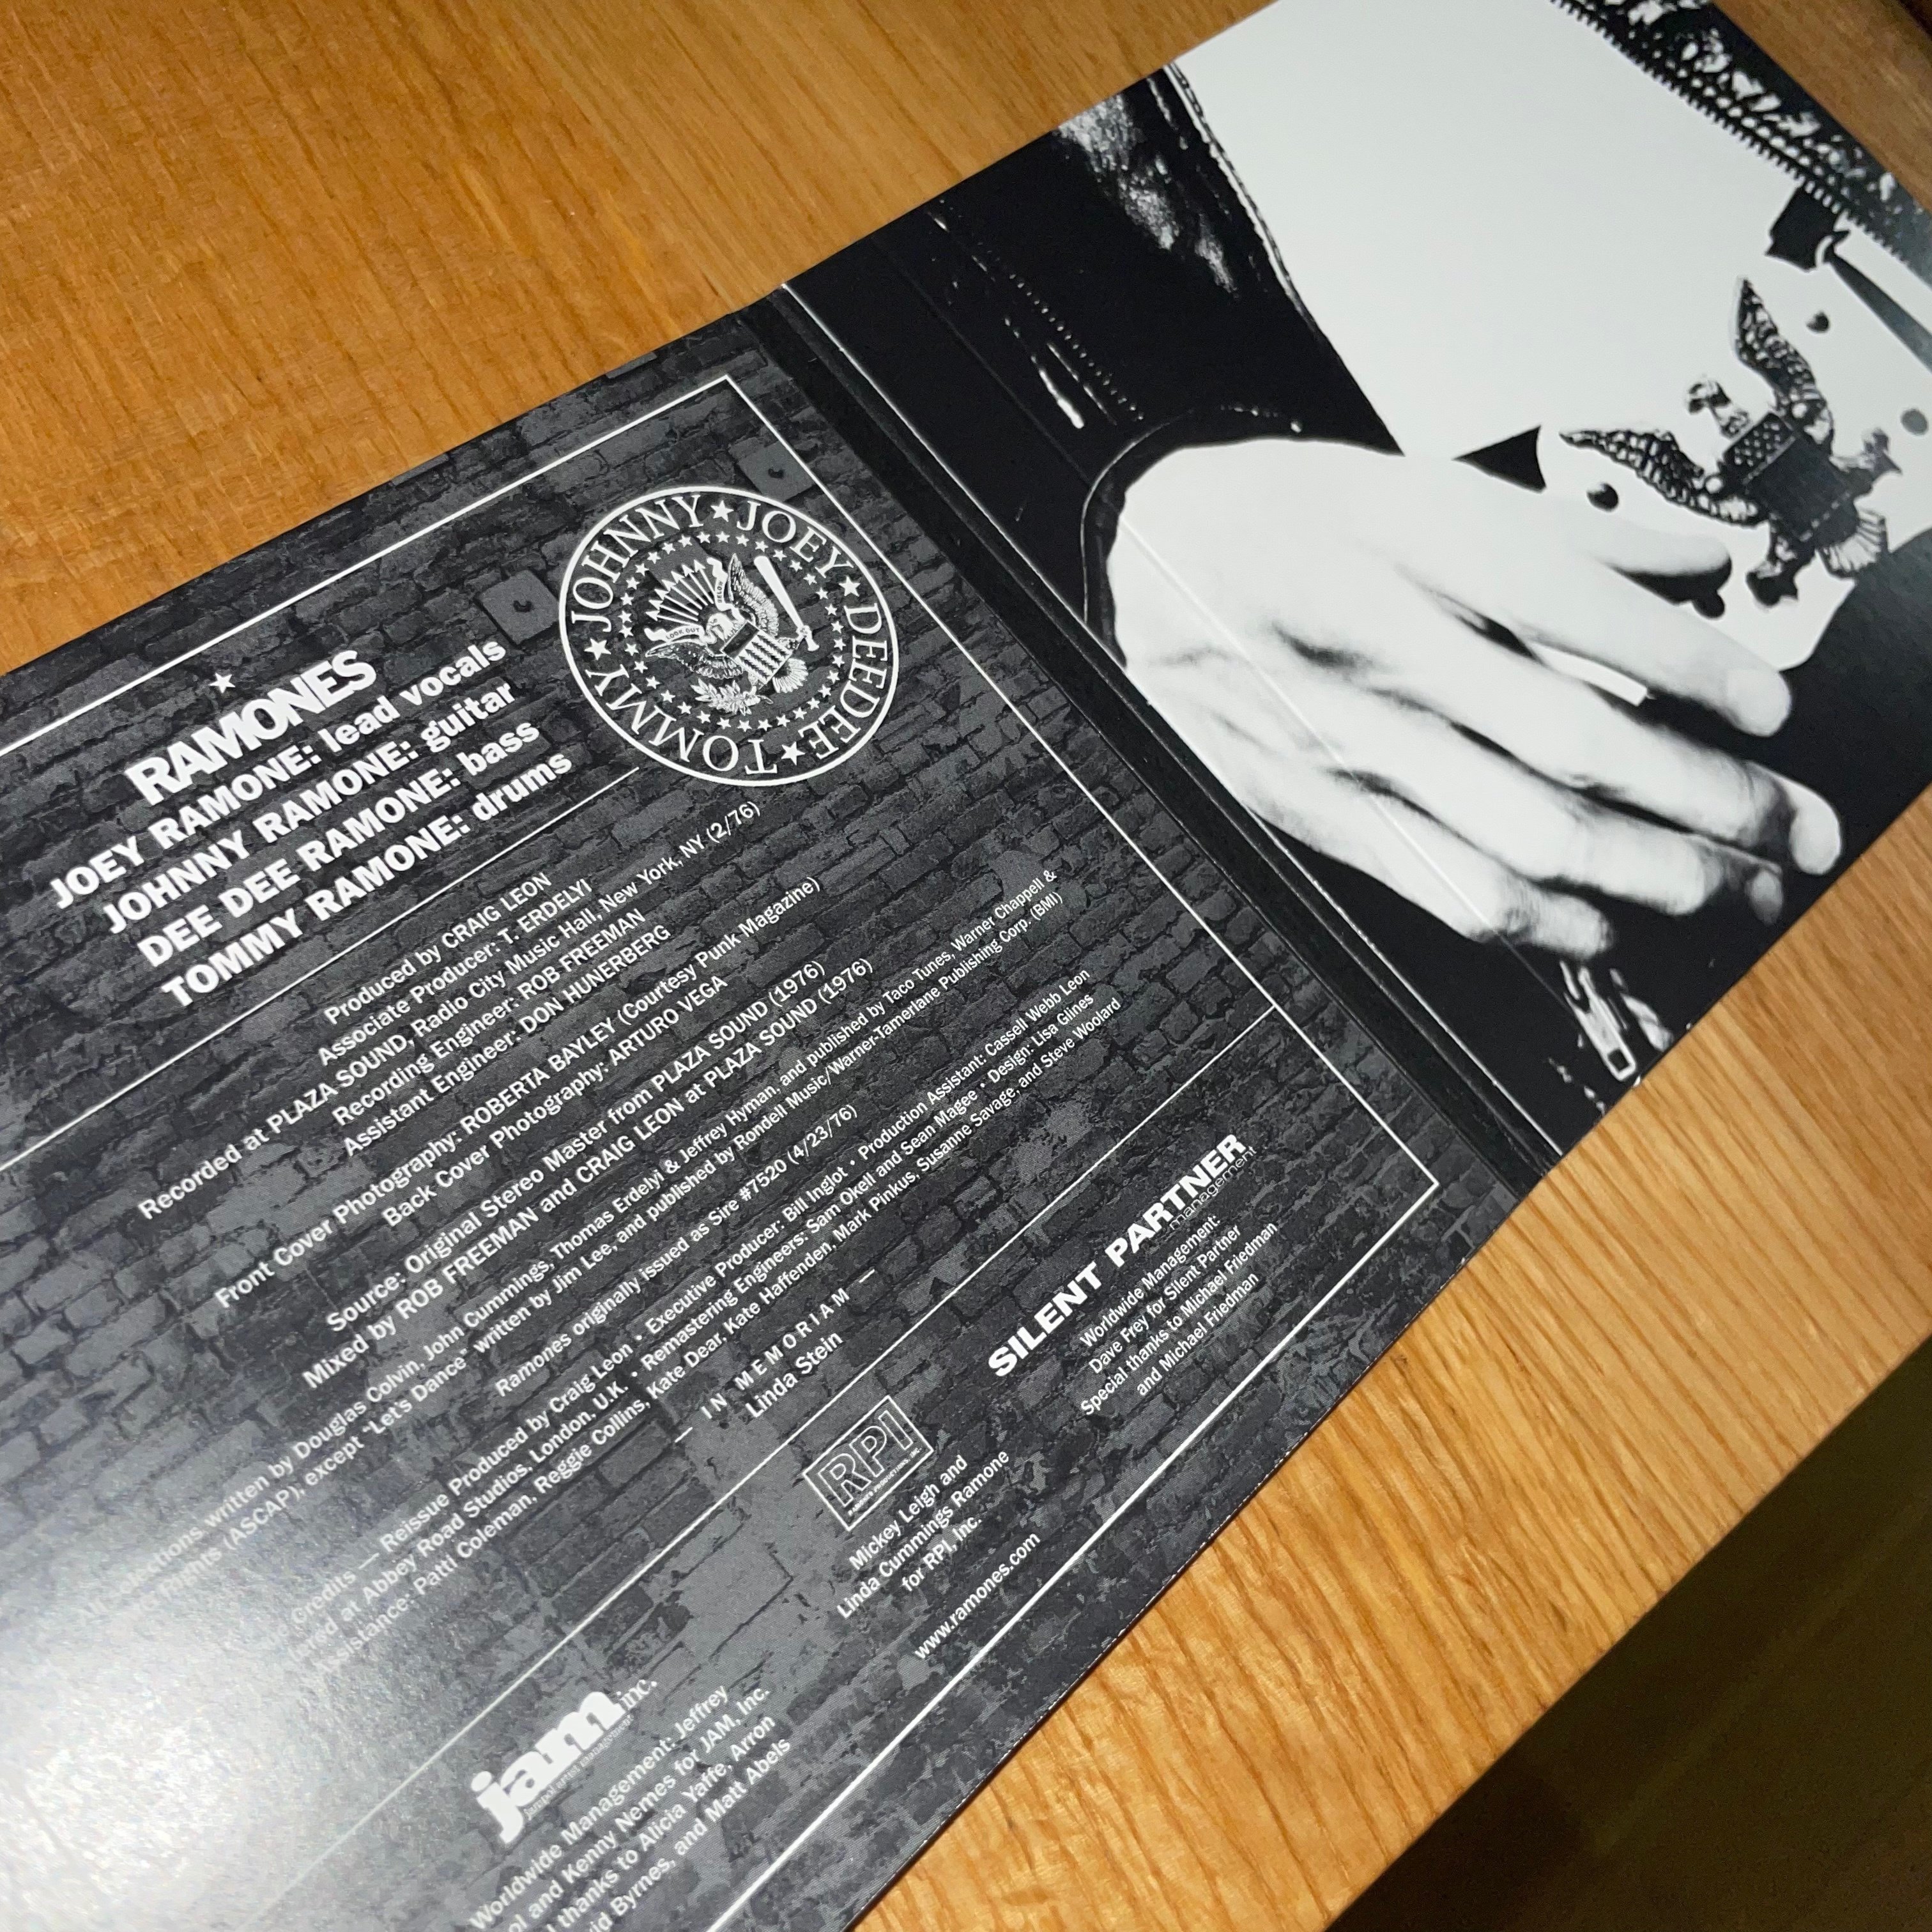 RAMONES
JOEY RAMONE: lead vocals
JOHNNY RAMONE: guitar
DEE DEE RAMONE: bass
TOMMY RAMONE: drums
JOHNNY ★ JOEY ★ DEE DEE ★ TOMMY ★
LOOK OUT BELOW
Produced by CRAIG LEON
Associate Producer: T. ERDELYI
Recorded at PLAZA SOUND, Radio City Music Hall, New York, NY (2/76)
Recording Engineer: ROB FREEMAN
Assistant Engineer: DON HUNERBERG
Front Cover Photography: ROBERTA BAYLEY (Courtesy Punk Magazine)
Back Cover Photography: ARTURO VEGA
Source: Original Stereo Master from PLAZA SOUND (1976)
Mixed by ROB FREEMAN and CRAIG LEON at PLAZA SOUND (1976)
written by Douglas Colvin, John Cummings, Thomas Erdelyi & Jeffrey Hyman, and published by Taco Tunes, Warner Chappell &
(ASCAP), except "Let's Dance" written by Jim Lee, and published by Rondell Music/Warner-Tamerlane Publishing Corp. (BMI)
Ramones originally issued as Sire #7520 (4/23/76)
Credits — Reissue Produced by Craig Leon • Executive Producer: Bill Inglot • Production Assistant: Cassell Webb Leon
at Abbey Road Studios, London, U.K. • Remastering Engineers: Sam Okell and Sean Magee • Design: Lisa Glines
Patti Coleman, Reggie Collins, Kate Dear, Kate Haffenden, Mark Pinkus, Susanne Savage, and Steve Woolard
— IN MEMORIAM —
Linda Stein
jam inc.
Worldwide Management: Jeffrey
and Kenny Nemes for JAM, Inc.
thanks to Alicia Yaffe, Arron
Byrnes, and Matt Abels
RPI
Mickey Leigh and
Linda Cummings Ramone
for RPI, Inc.
www.ramones.com
SILENT PARTNER
management
Worldwide Management:
Dave Frey for Silent Partner
Special thanks to Michael Friedman
and Michael Friedman